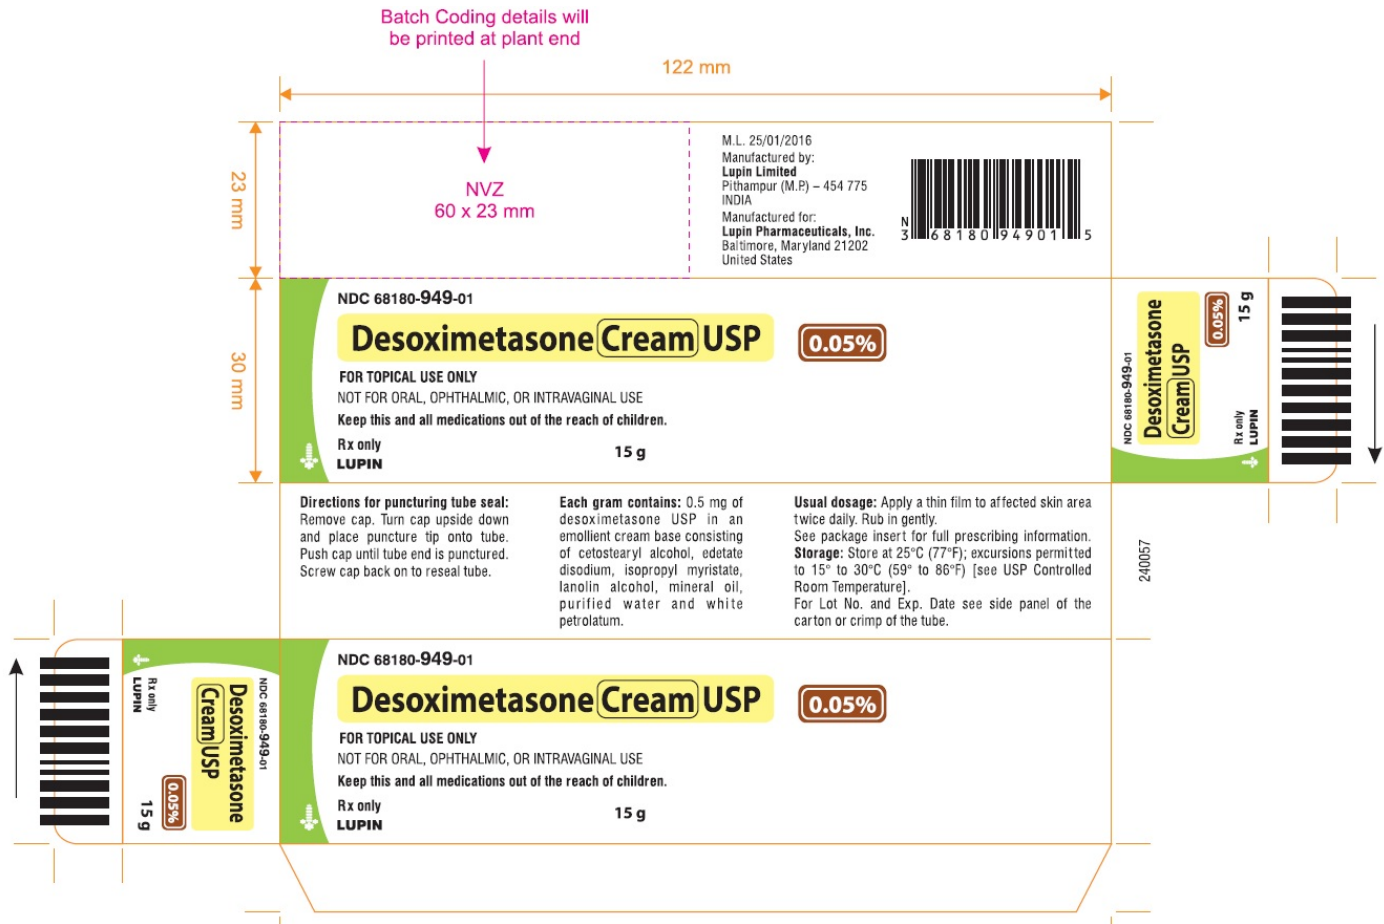 Batch Coding details will
be printed at plant end
122 mm
23 mm
NVZ
60 x 23 mm
M.L. 25/01/2016
Manufactured by:
Lupin Limited
Pithampur (M.P.) – 454 775
INDIA
Manufactured for:
Lupin Pharmaceuticals, Inc.
Baltimore, Maryland 21202
United States
N
3 68180 94901 5
30 mm
NDC 68180-949-01
Desoximetasone Cream USP
0.05%
FOR TOPICAL USE ONLY
NOT FOR ORAL, OPHTHALMIC, OR INTRAVAGINAL USE
Keep this and all medications out of the reach of children.
Rx only
15 g
LUPIN
NDC 68180-949-01
Desoximetasone
Cream USP
0.05%
15 g
Rx only
LUPIN
Directions for puncturing tube seal:
Remove cap. Turn cap upside down
and place puncture tip onto tube.
Push cap until tube end is punctured.
Screw cap back on to reseal tube.
Each gram contains: 0.5 mg of
desoximetasone USP in an
emollient cream base consisting
of cetostearyl alcohol, edetate
disodium, isopropyl myristate,
lanolin alcohol, mineral oil,
purified water and white
petrolatum.
Usual dosage: Apply a thin film to affected skin area
twice daily. Rub in gently.
See package insert for full prescribing information.
Storage: Store at 25°C (77°F); excursions permitted
to 15° to 30°C (59° to 86°F) [see USP Controlled
Room Temperature].
For Lot No. and Exp. Date see side panel of the
carton or crimp of the tube.
240057
NDC 68180-949-01
Desoximetasone
Cream USP
0.05%
15 g
Rx only
LUPIN
NDC 68180-949-01
Desoximetasone Cream USP
0.05%
FOR TOPICAL USE ONLY
NOT FOR ORAL, OPHTHALMIC, OR INTRAVAGINAL USE
Keep this and all medications out of the reach of children.
Rx only
15 g
LUPIN